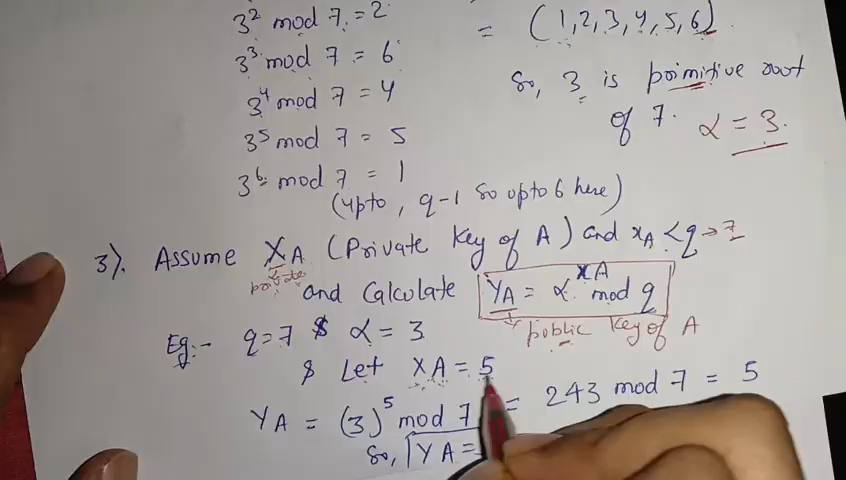 3² mod 7 = 2
= (1,2,3,4,5,6)
3³ mod 7 = 6
3⁴ mod 7 = 4
So, 3 is primitive root
of 7. α = 3.
3⁵ mod 7 = 5
3⁶ mod 7 = 1
(upto, q-1 so upto 6 here)
3). Assume XA (Private key of A) and xA < q → 7
private
and Calculate YA = α^XA mod q
public key of A
Eg:- q=7 & α = 3
& Let XA = 5
YA = (3)⁵ mod 7 = 243 mod 7 = 5
So, YA =